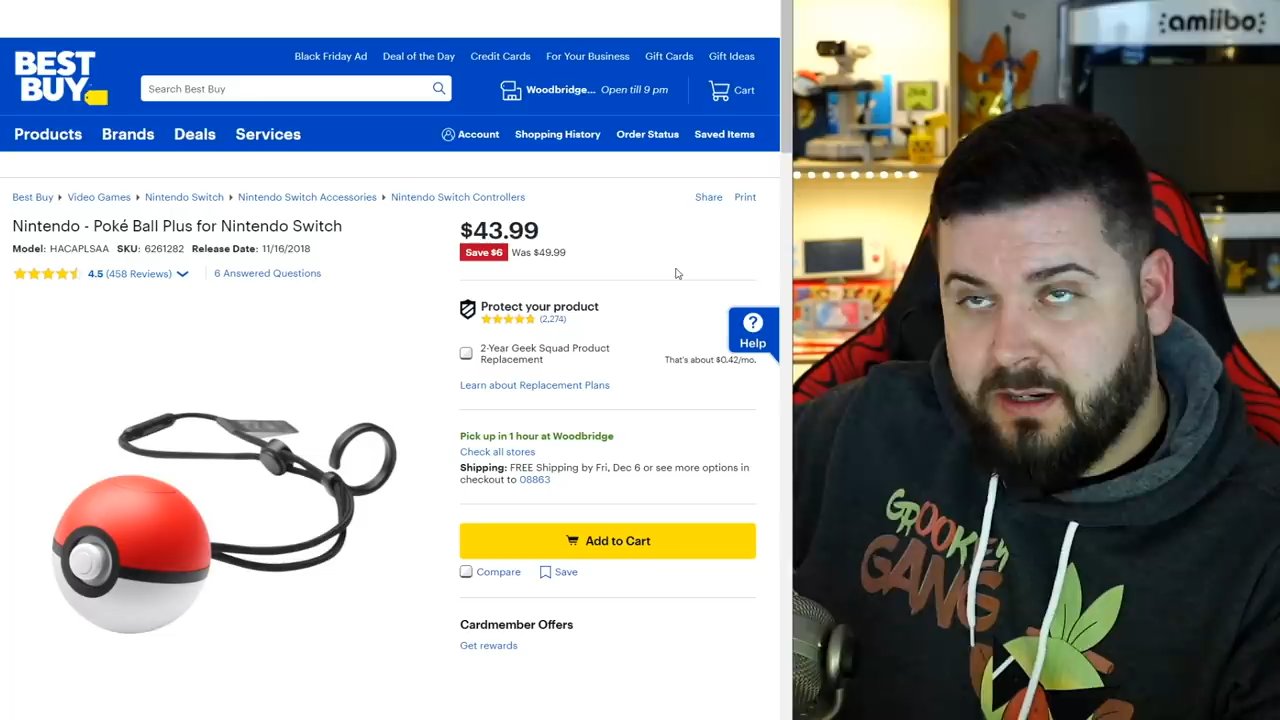 BEST
BUY
Black Friday Ad
Deal of the Day
Credit Cards
For Your Business
Gift Cards
Gift Ideas
Search Best Buy
Woodbridge... Open till 9 pm
Cart
Products
Brands
Deals
Services
Account
Shopping History
Order Status
Saved Items
Best Buy
Video Games
Nintendo Switch
Nintendo Switch Accessories
Nintendo Switch Controllers
Share
Print
Nintendo - Poké Ball Plus for Nintendo Switch
Model: HACAPLSAA SKU: 6261282 Release Date: 11/16/2018
4.5 (458 Reviews)
6 Answered Questions
$43.99
Save $6 Was $49.99
Protect your product
(2,274)
2-Year Geek Squad Product
Replacement
That's about $0.42/mo.
Learn about Replacement Plans
? Help
Pick up in 1 hour at Woodbridge
Check all stores
Shipping: FREE Shipping by Fri, Dec 6 or see more options in
checkout to 08863
Add to Cart
Compare
Save
Cardmember Offers
Get rewards
amiibo
GROOKEY
GANG